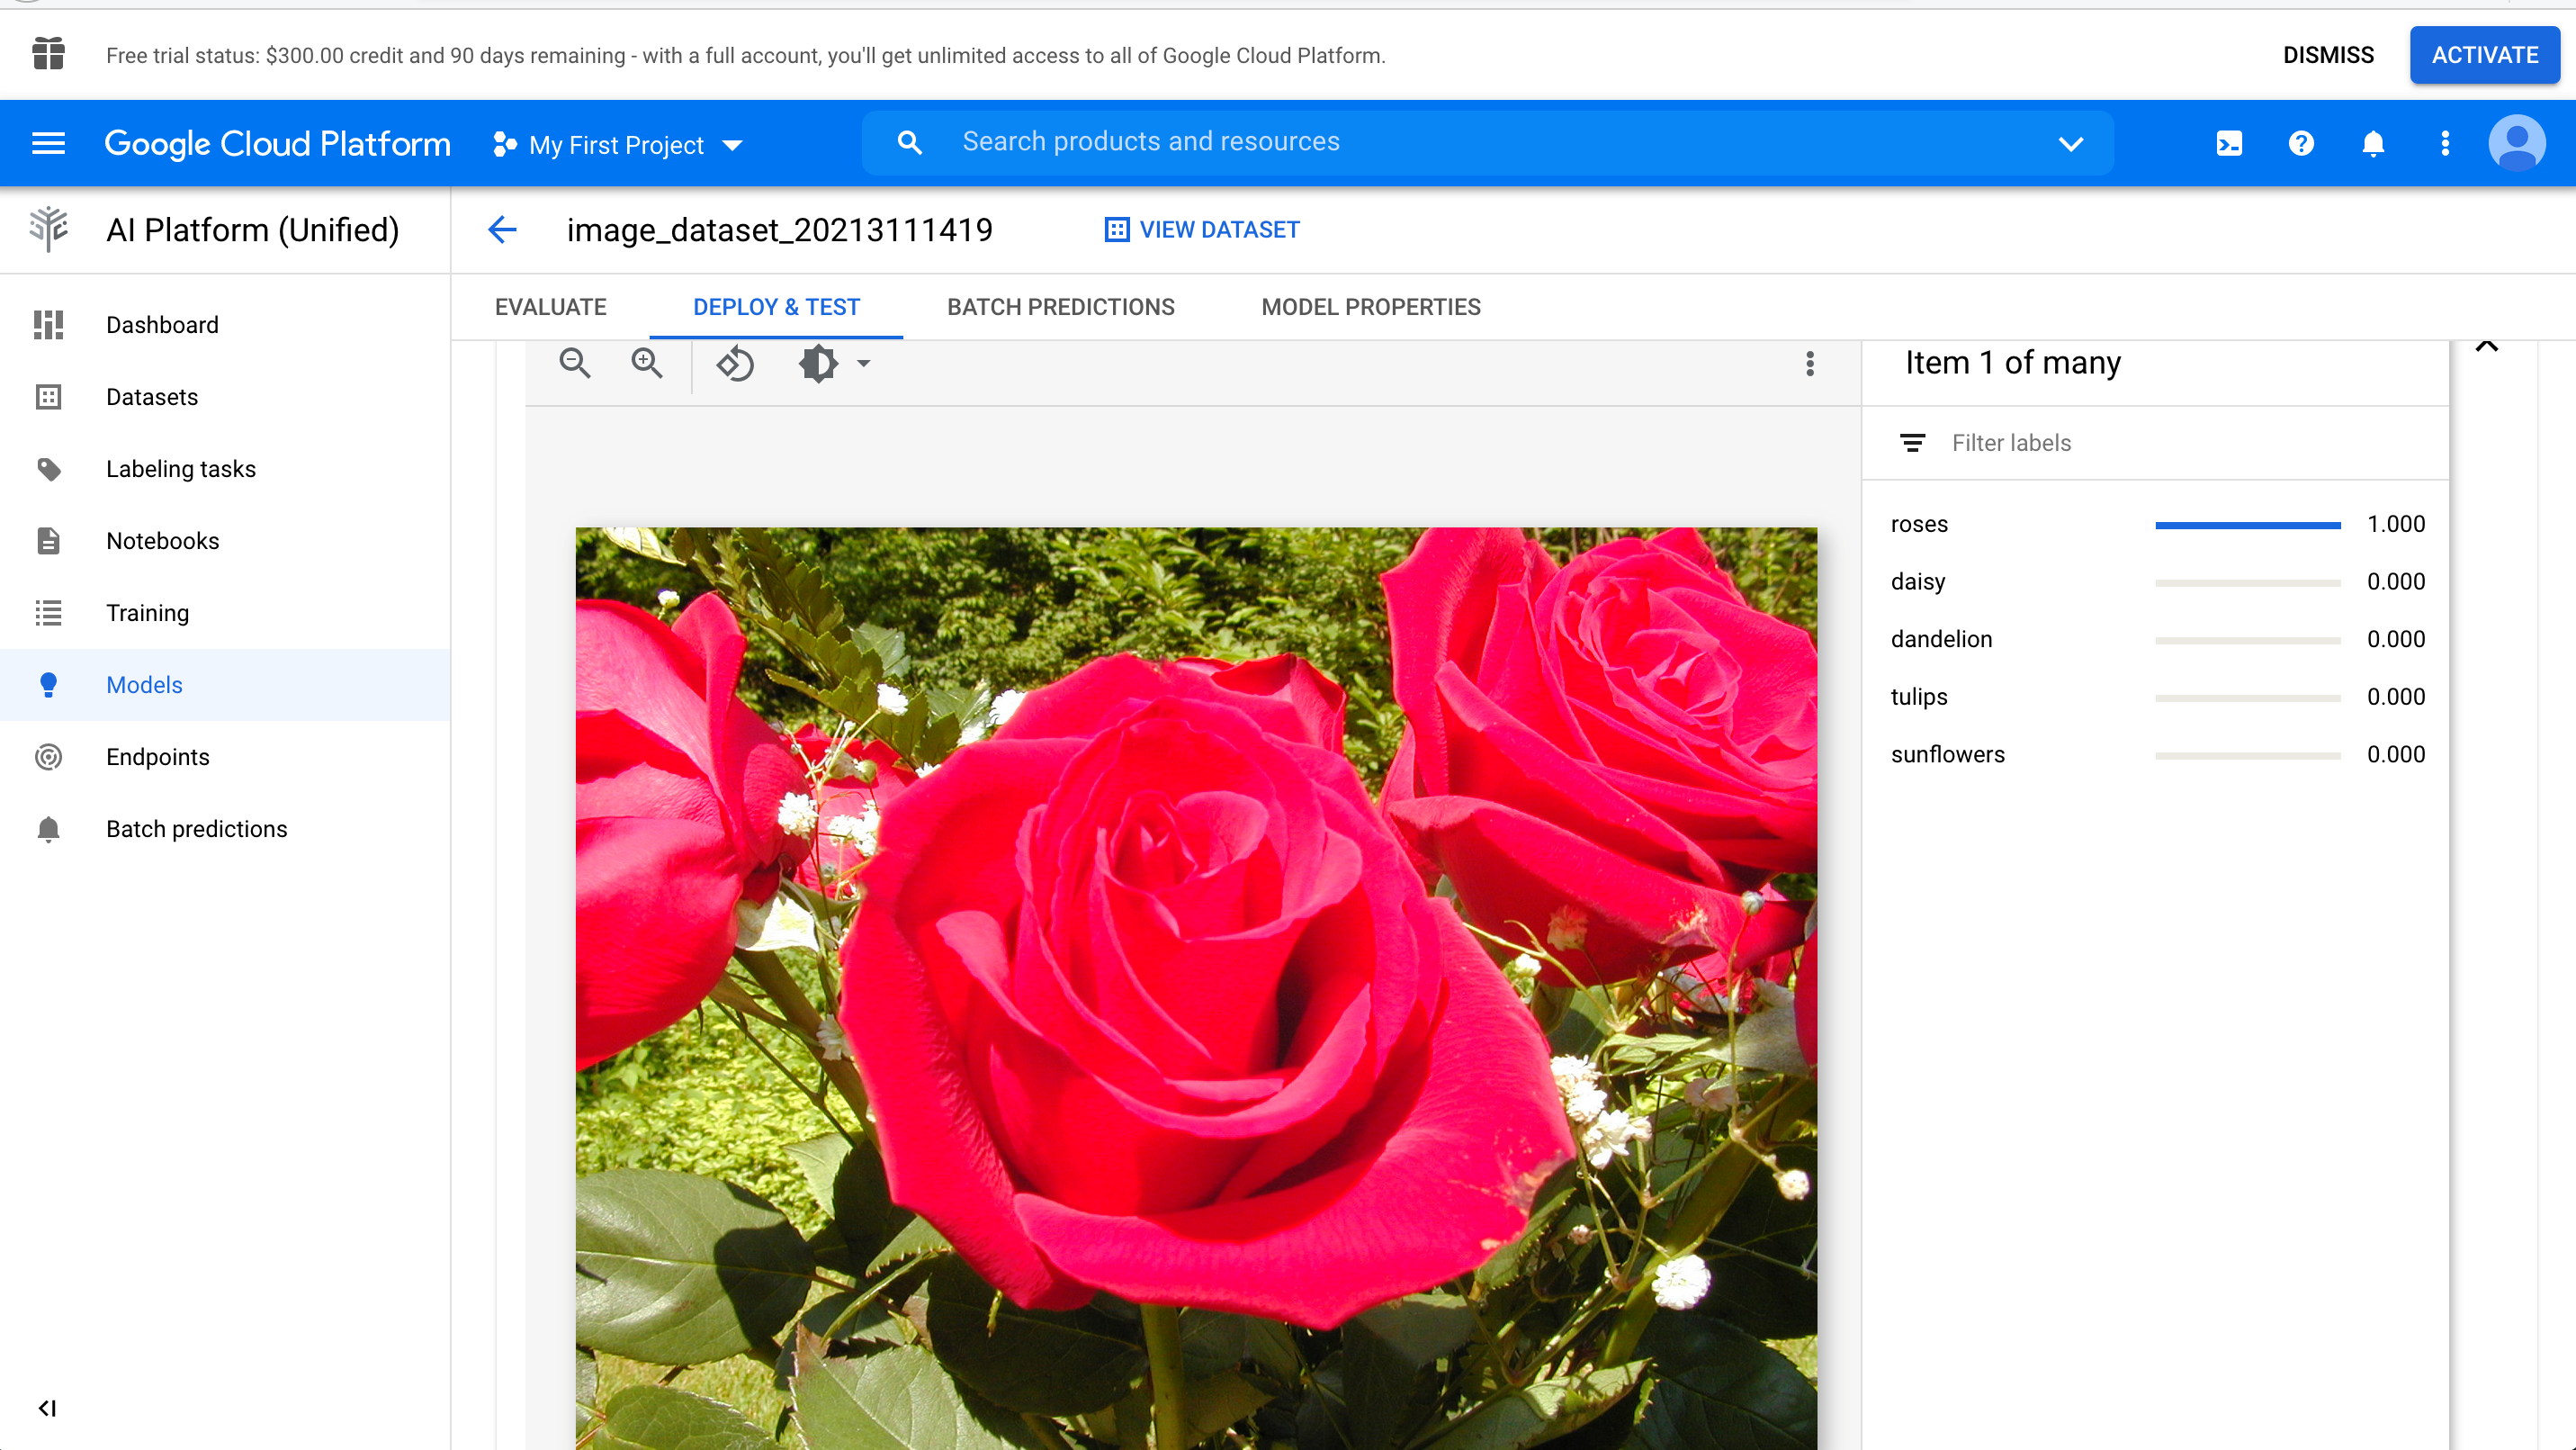 Free trial status: $300.00 credit and 90 days remaining - with a full account, you'll get unlimited access to all of Google Cloud Platform.
DISMISS
ACTIVATE
Google Cloud Platform
My First Project
Search products and resources
AI Platform (Unified)
image_dataset_20213111419
VIEW DATASET
EVALUATE
DEPLOY & TEST
BATCH PREDICTIONS
MODEL PROPERTIES
Dashboard
Datasets
Labeling tasks
Notebooks
Training
Models
Endpoints
Batch predictions
Item 1 of many
Filter labels
roses 1.000
daisy 0.000
dandelion 0.000
tulips 0.000
sunflowers 0.000